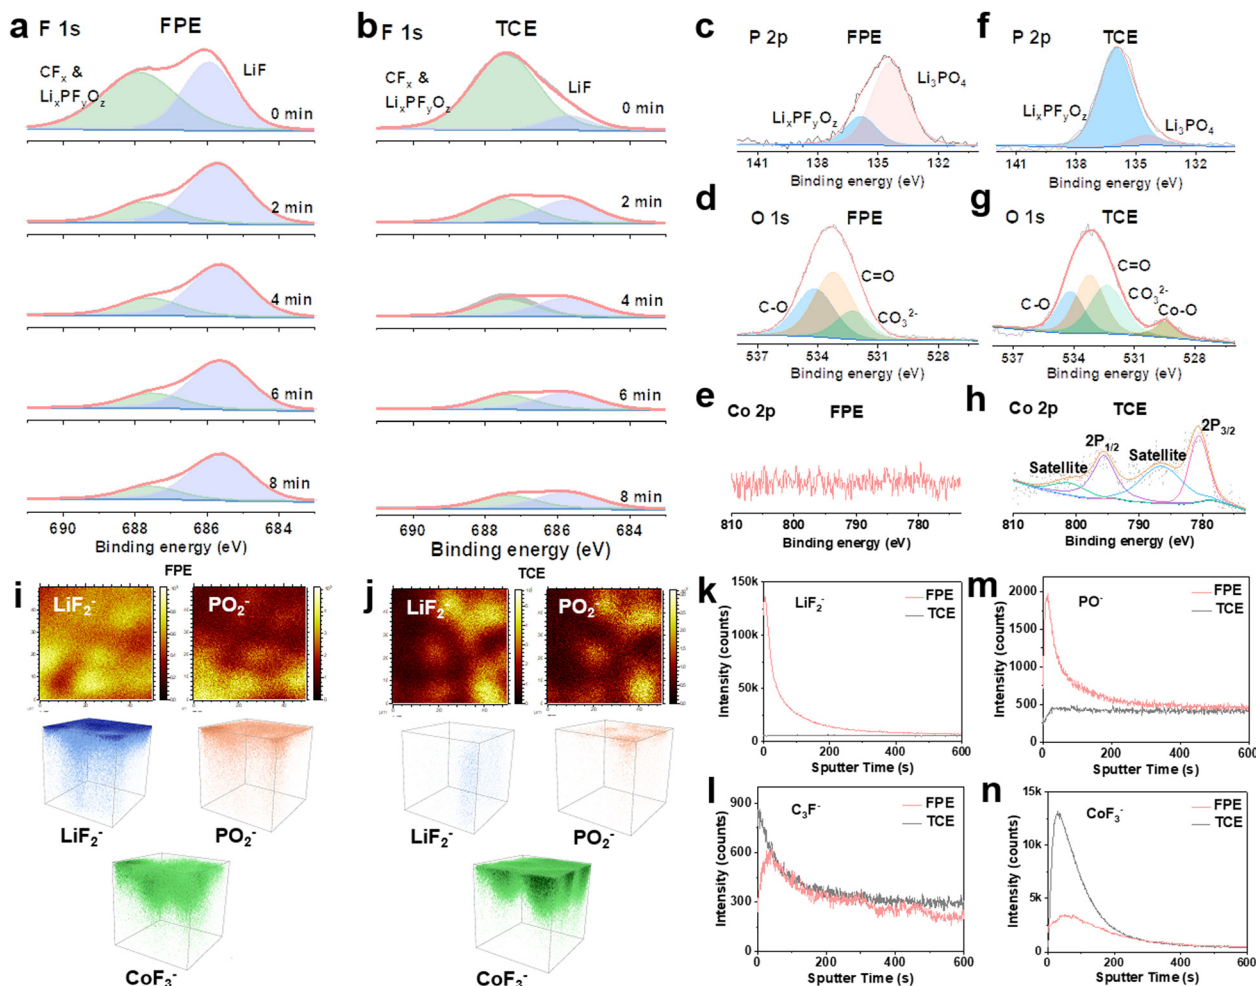 a F 1s FPE
CFx &
LixPFyOz
LiF
0 min
2 min
4 min
6 min
8 min
690 688 686 684
Binding energy (eV)
b F 1s TCE
CFx &
LixPFyOz
LiF
0 min
2 min
4 min
6 min
8 min
690 688 686 684
Binding energy (eV)
c P 2p FPE
Li3PO4
LixPFyOz
141 138 135 132
Binding energy (eV)
f P 2p TCE
LixPFyOz
Li3PO4
141 138 135 132
Binding energy (eV)
d O 1s FPE
C=O
C-O
CO3²⁻
537 534 531 528
Binding energy (eV)
g O 1s TCE
C=O
C-O
CO3²⁻
Co-O
537 534 531 528
Binding energy (eV)
e Co 2p FPE
810 800 790 780
Binding energy (eV)
h Co 2p TCE
2P3/2
2P1/2
Satellite
Satellite
810 800 790 780
Binding energy (eV)
i FPE
LiF2⁻
PO2⁻
LiF2⁻
PO2⁻
CoF3⁻
j TCE
LiF2⁻
PO2⁻
LiF2⁻
PO2⁻
CoF3⁻
k
150k
100k
50k
0
LiF2⁻
FPE
TCE
Intensity (counts)
0 200 400 600
Sputter Time (s)
m
2000
1500
1000
500
0
PO⁻
FPE
TCE
Intensity (counts)
0 200 400 600
Sputter Time (s)
l
900
600
300
0
C3F⁻
FPE
TCE
Intensity (counts)
0 200 400 600
Sputter Time (s)
n
15k
10k
5k
0
CoF3⁻
FPE
TCE
Intensity (counts)
0 200 400 600
Sputter Time (s)